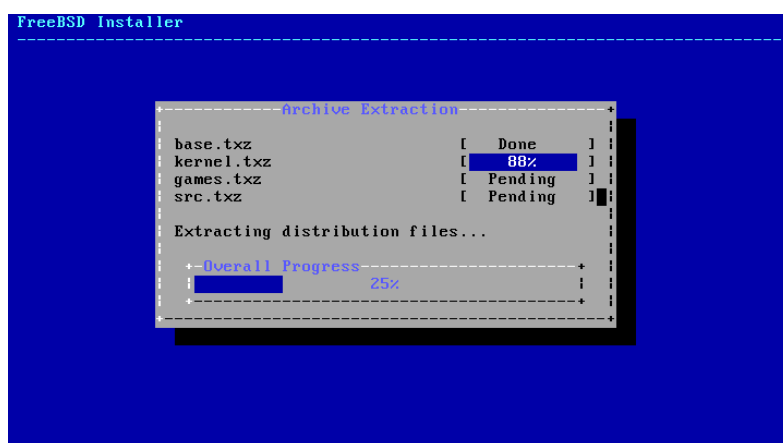 FreeBSD Installer
Archive Extraction
base.txz [ Done ]
kernel.txz [ 88% ]
games.txz [ Pending ]
src.txz [ Pending ]
Extracting distribution files...
Overall Progress
25%